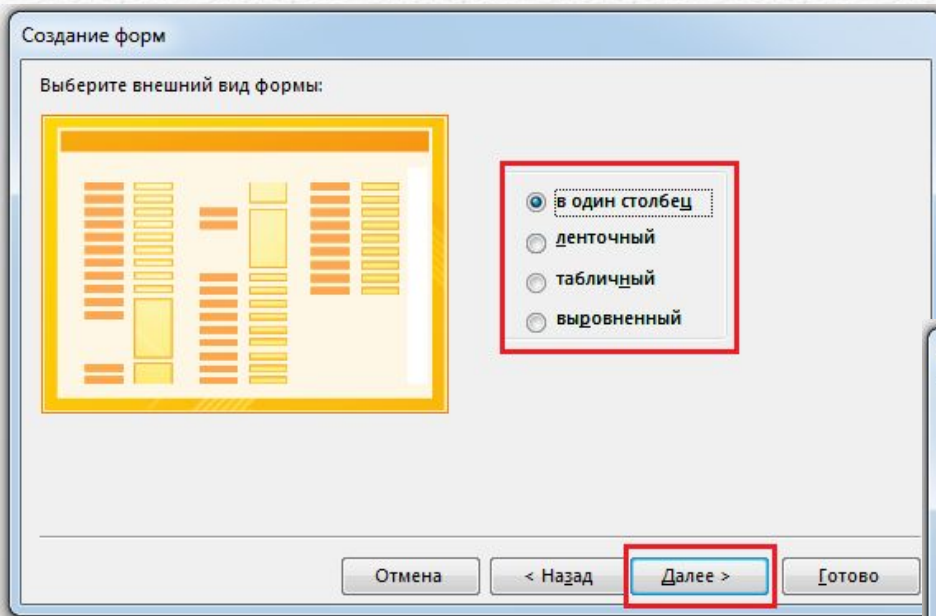 Создание форм
Выберите внешний вид формы:
в один столбец
ленточный
табличный
выровненный
Отмена
< Назад
Далее >
Готово